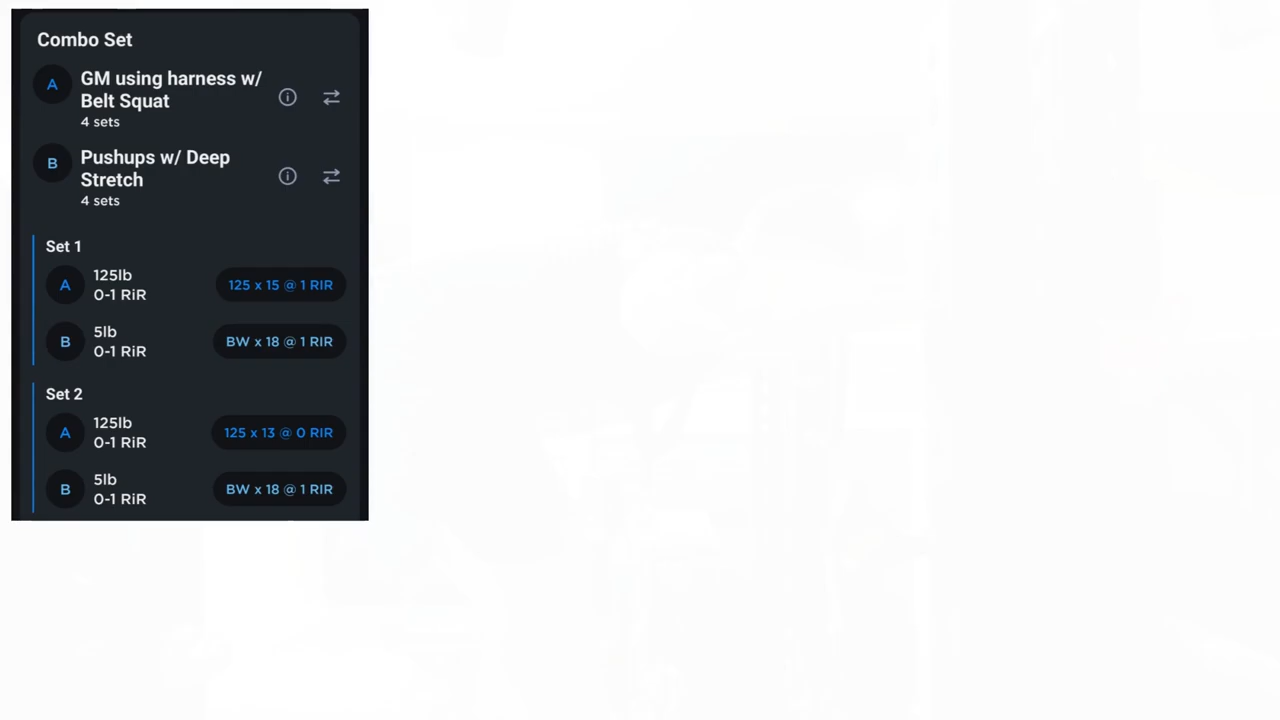 Combo Set
A
GM using harness w/
Belt Squat
4 sets
B
Pushups w/ Deep
Stretch
4 sets
Set 1
A
125lb
0-1 RiR
125 x 15 @ 1 RIR
B
5lb
0-1 RiR
BW x 18 @ 1 RIR
Set 2
A
125lb
0-1 RiR
125 x 13 @ 0 RIR
B
5lb
0-1 RiR
BW x 18 @ 1 RIR